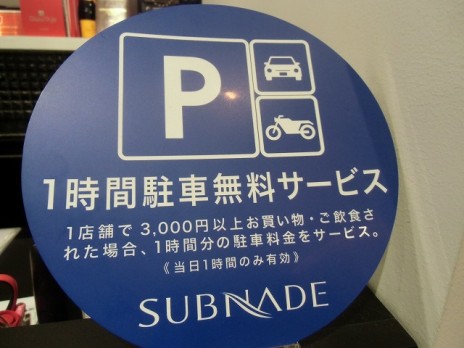 P
1時間駐車無料サービス
1店舗で3,000円以上お買い物・ご飲食さ
れた場合、1時間分の駐車料金をサービス。
《当日1時間のみ有効》
SUBNADE